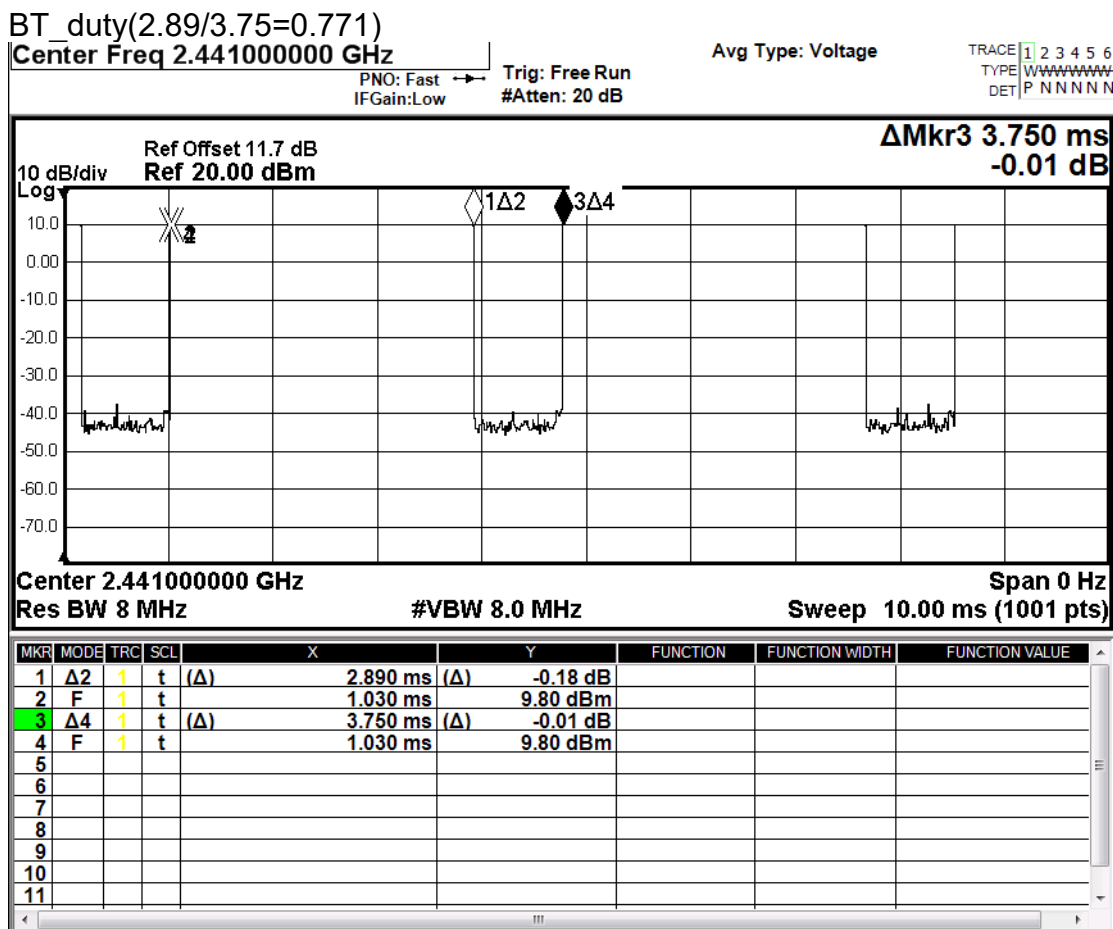 BT_duty(2.89/3.75=0.771)
Center Freq 2.441000000 GHz
PNO: Fast
IFGain:Low
Trig: Free Run
#Atten: 20 dB
Avg Type: Voltage
TRACE 1 2 3 4 5 6
TYPE WWWWWW
DET P N N N N N
ΔMkr3 3.750 ms
-0.01 dB
Ref Offset 11.7 dB
10 dB/div Ref 20.00 dBm
Log
1Δ2
3Δ4
2
10.0
0.00
-10.0
-20.0
-30.0
-40.0
-50.0
-60.0
-70.0
Center 2.441000000 GHz Span 0 Hz
Res BW 8 MHz #VBW 8.0 MHz Sweep 10.00 ms (1001 pts)
MKR MODE TRC SCL X Y FUNCTION FUNCTION WIDTH FUNCTION VALUE
1 Δ2 1 t (Δ) 2.890 ms (Δ) -0.18 dB
2 F 1 t 1.030 ms 9.80 dBm
3 Δ4 1 t (Δ) 3.750 ms (Δ) -0.01 dB
4 F 1 t 1.030 ms 9.80 dBm
5
6
7
8
9
10
11